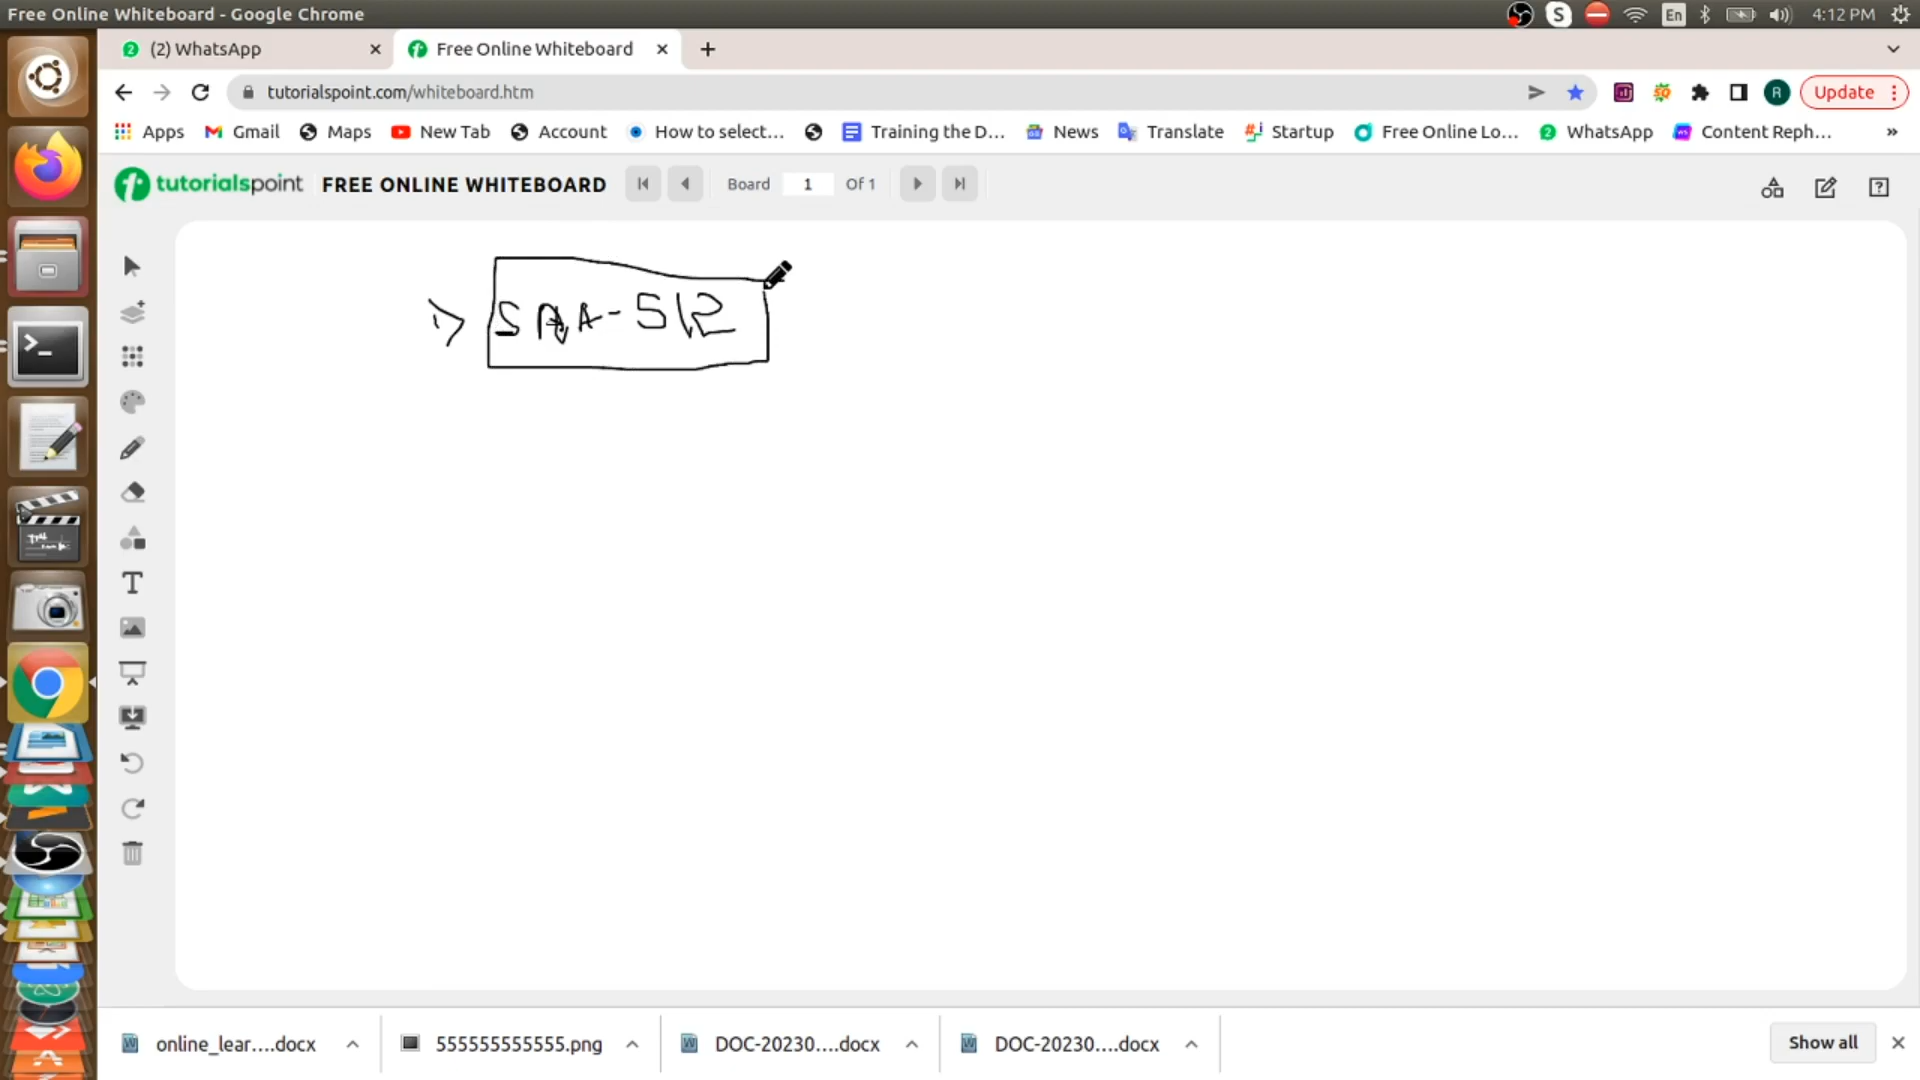 Free Online Whiteboard - Google Chrome
En 4:12 PM
(2) WhatsApp
Free Online Whiteboard
tutorialspoint.com/whiteboard.htm
R Update
Apps Gmail Maps New Tab Account How to select... Training the D... News Translate Startup Free Online Lo... WhatsApp Content Reph... »
tutorialspoint FREE ONLINE WHITEBOARD Board 1 Of 1
1) SAA-512
online_lear....docx
555555555555.png
DOC-20230....docx
DOC-20230....docx
Show all